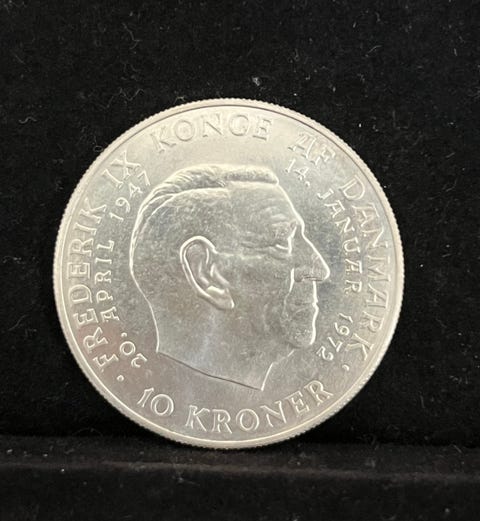 · FREDERIK IX KONGE AF DANMARK ·
20. APRIL 1947
14. JANUAR 1972
10 KRONER